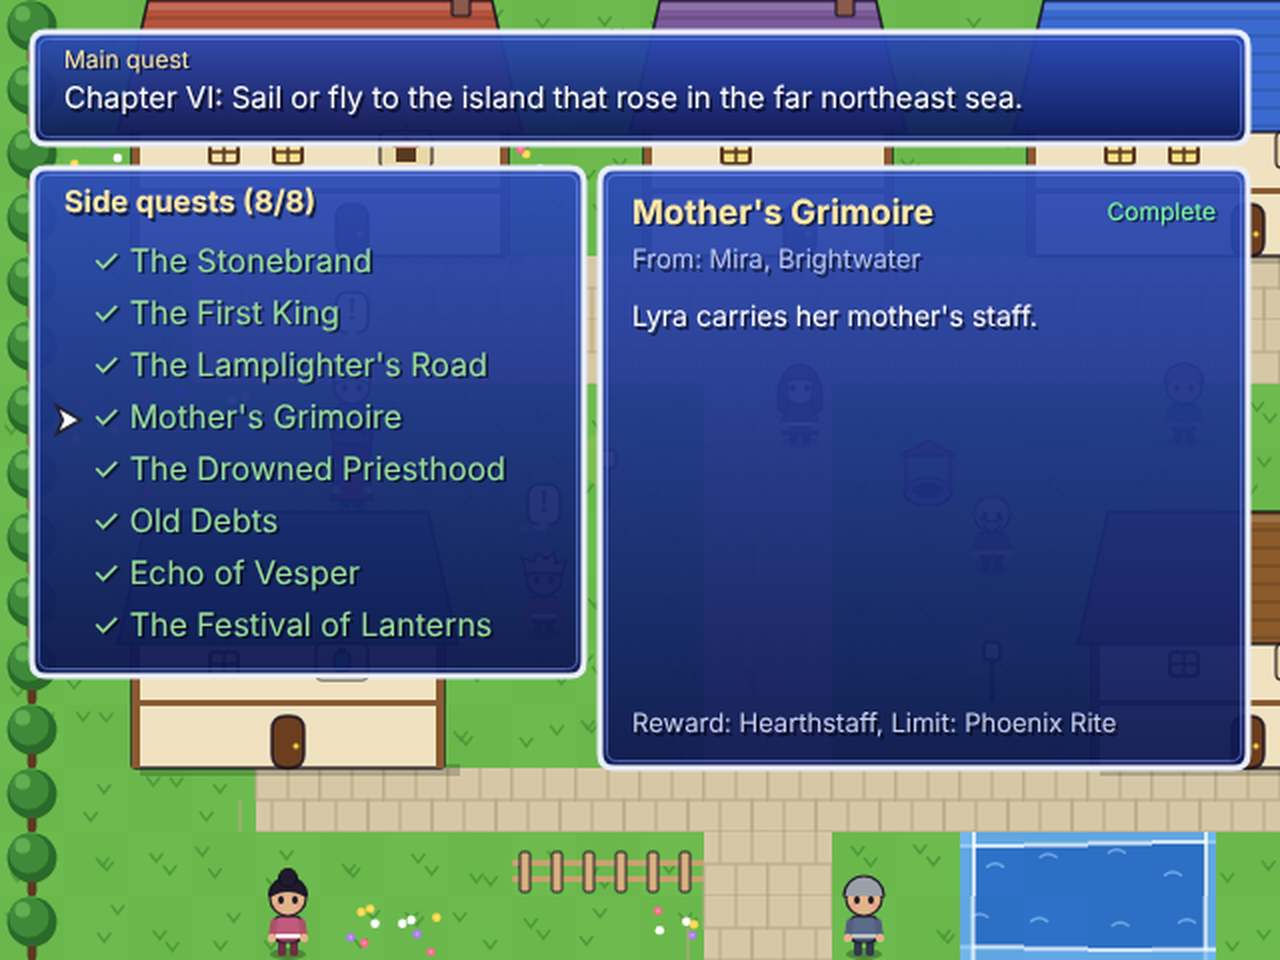 Main quest
Chapter VI: Sail or fly to the island that rose in the far northeast sea.
Side quests (8/8)
✓ The Stonebrand
✓ The First King
✓ The Lamplighter's Road
✓ Mother's Grimoire
✓ The Drowned Priesthood
✓ Old Debts
✓ Echo of Vesper
✓ The Festival of Lanterns
Mother's Grimoire
Complete
From: Mira, Brightwater
Lyra carries her mother's staff.
Reward: Hearthstaff, Limit: Phoenix Rite